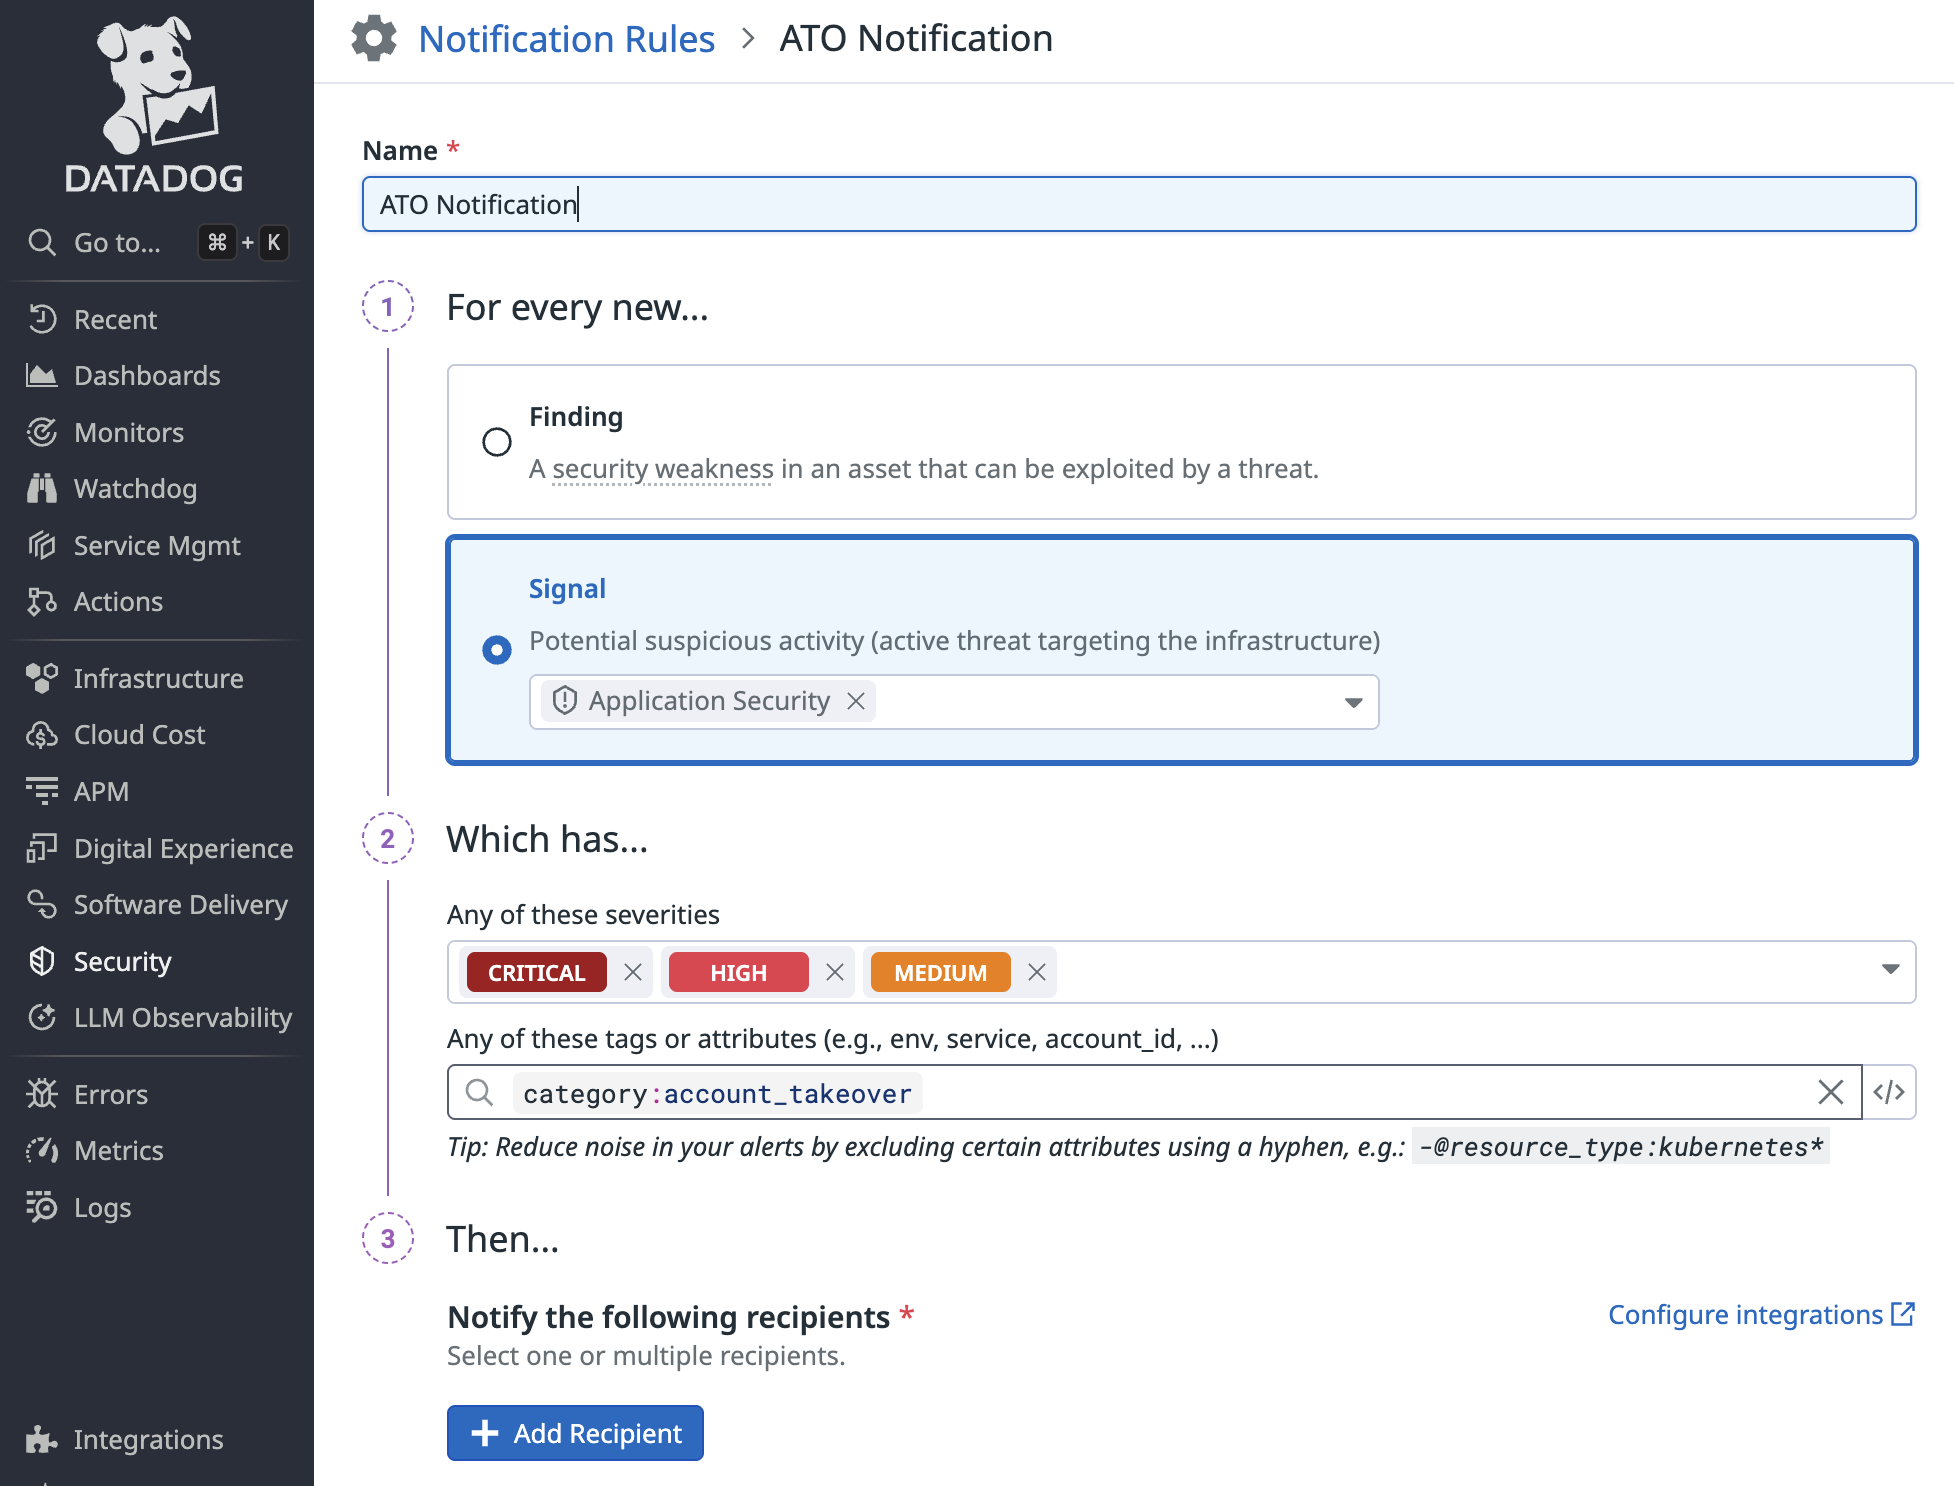 DATADOG
Go to... ⌘ + K
Recent
Dashboards
Monitors
Watchdog
Service Mgmt
Actions
Infrastructure
Cloud Cost
APM
Digital Experience
Software Delivery
Security
LLM Observability
Errors
Metrics
Logs
Integrations
Notification Rules > ATO Notification
Name *
ATO Notification
1 For every new...
Finding
A security weakness in an asset that can be exploited by a threat.
Signal
Potential suspicious activity (active threat targeting the infrastructure)
Application Security
2 Which has...
Any of these severities
CRITICAL HIGH MEDIUM
Any of these tags or attributes (e.g., env, service, account_id, ...)
category:account_takeover </>
Tip: Reduce noise in your alerts by excluding certain attributes using a hyphen, e.g.: -@resource_type:kubernetes*
3 Then...
Notify the following recipients *
Configure integrations
Select one or multiple recipients.
+ Add Recipient